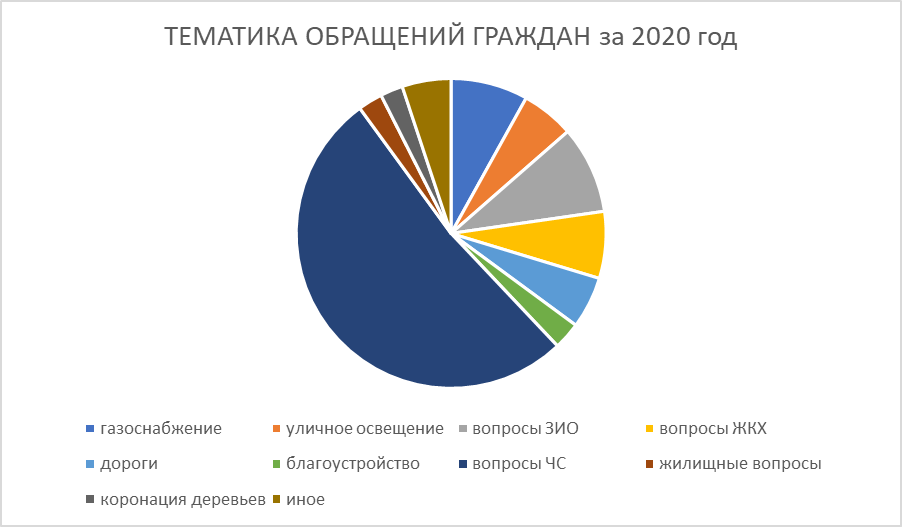 ТЕМАТИКА ОБРАЩЕНИЙ ГРАЖДАН за 2020 год
газоснабжение уличное освещение вопросы ЗИО вопросы ЖКХ
дороги благоустройство вопросы ЧС жилищные вопросы
коронация деревьев иное